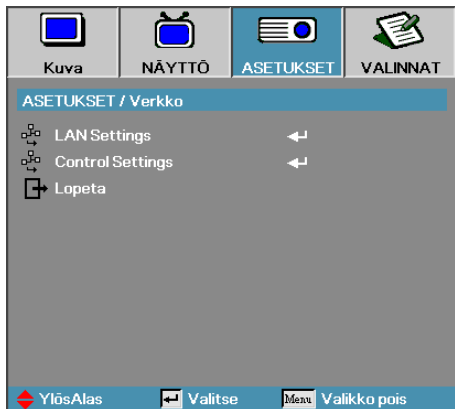 Kuva NÄYTTÖ ASETUKSET VALINNAT
ASETUKSET / Verkko
LAN Settings
Control Settings
Lopeta
YlösAlas Valitse Menu Valikko pois